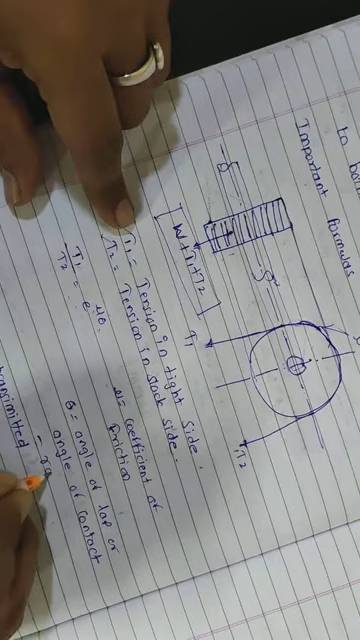 to
Important formulas
W+T1+T2
T1
T2
T1 = Tension in tight side.
T2 = Tension in slack side.
T1/T2 = e^μθ
μ = coefficient of
friction
θ = angle of lap or
angle of contact
transmitted